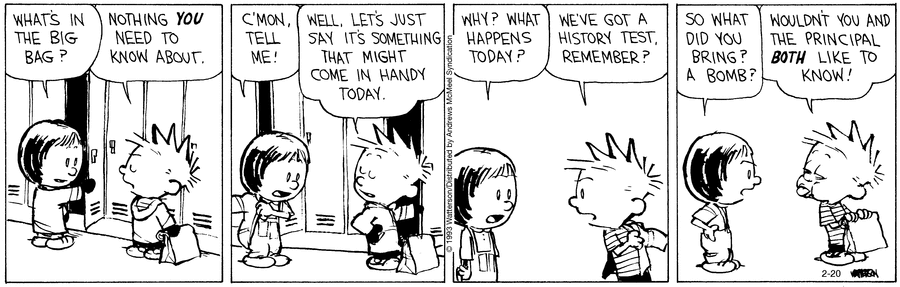 WHAT'S IN
THE BIG
BAG?
NOTHING YOU
NEED TO
KNOW ABOUT.
C'MON,
TELL
ME!
WELL, LET'S JUST
SAY IT'S SOMETHING
THAT MIGHT
COME IN HANDY
TODAY.
© 1993 Watterson/Distributed by Andrews McMeel Syndication
WHY? WHAT
HAPPENS
TODAY?
WE'VE GOT A
HISTORY TEST,
REMEMBER?
SO WHAT
DID YOU
BRING?
A BOMB?
WOULDN'T YOU AND
THE PRINCIPAL
BOTH LIKE TO
KNOW!
2-20 WATTERSON